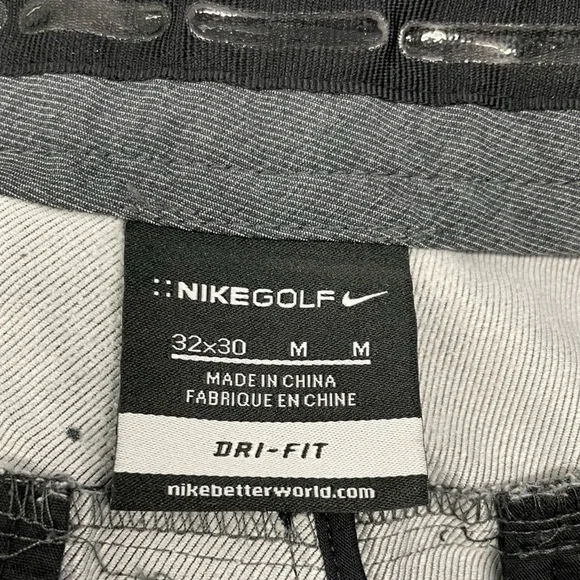 NIKEGOLF
32x30 M M
MADE IN CHINA
FABRIQUE EN CHINE
DRI-FIT
nikebetterworld.com